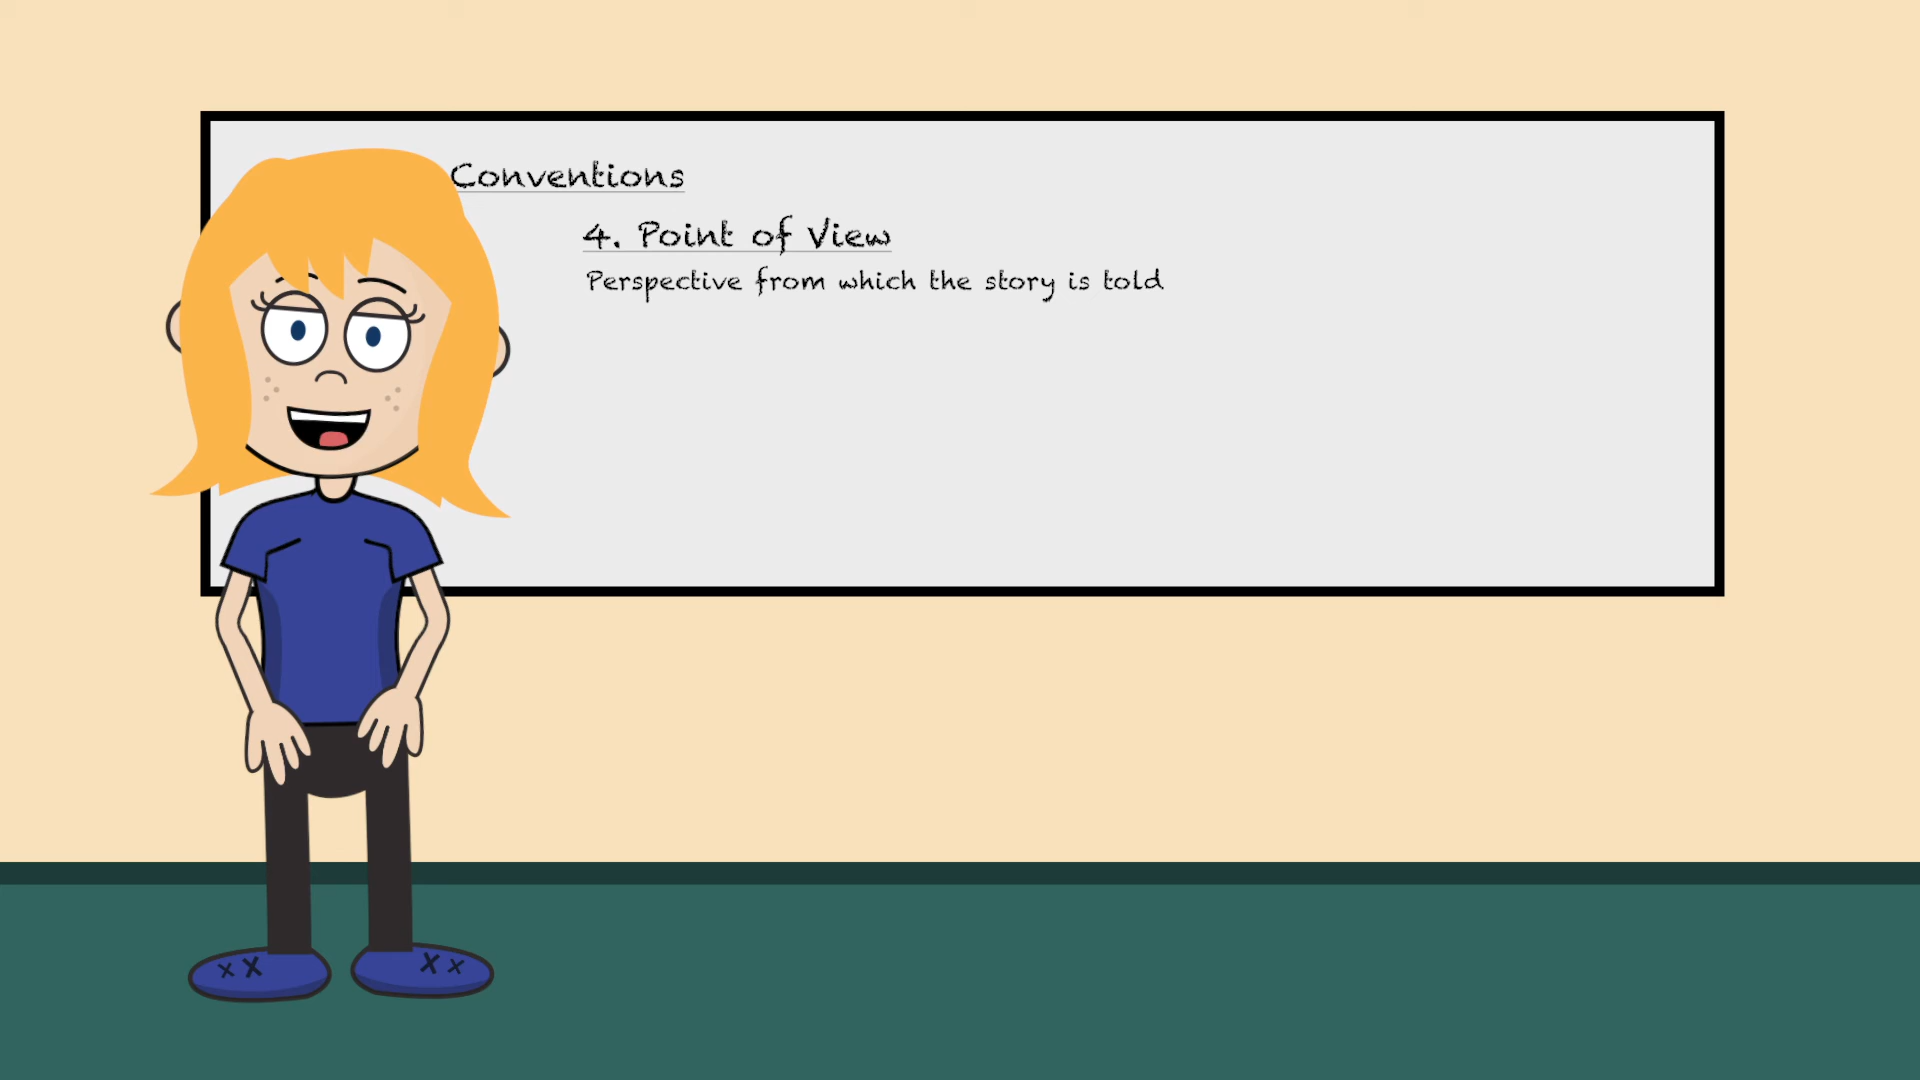 Conventions
4. Point of View
Perspective from which the story is told